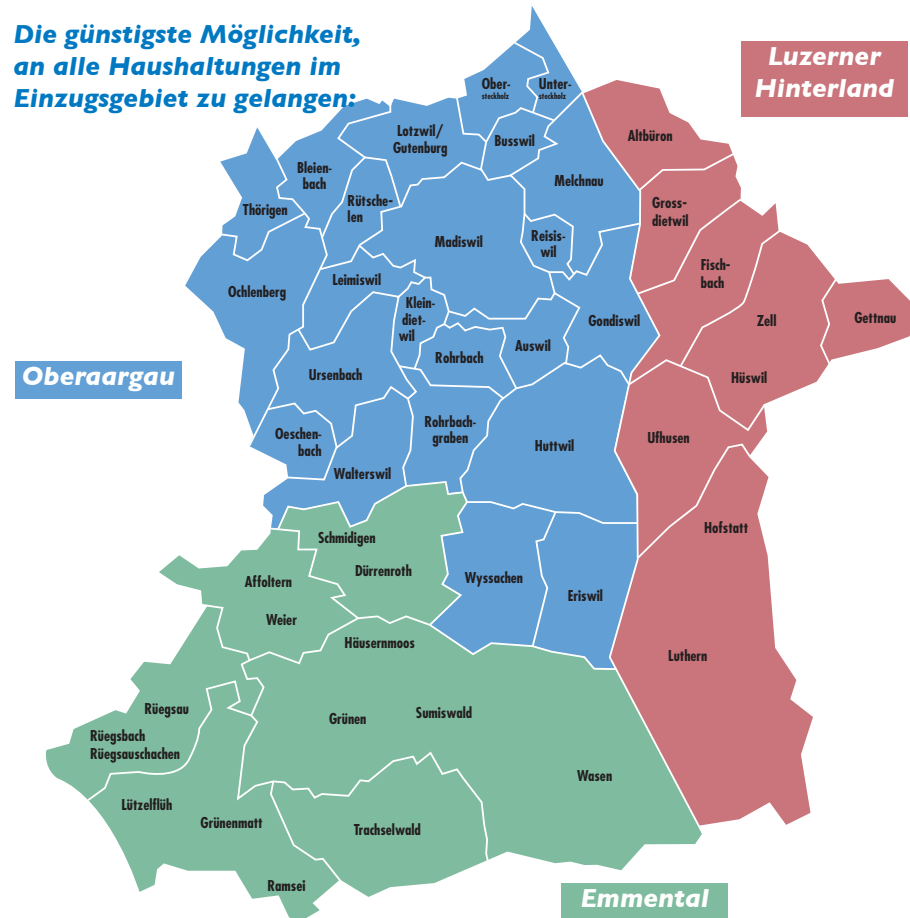 Die günstigste Möglichkeit,
an alle Haushaltungen im
Einzugsgebiet zu gelangen:
Luzerner
Hinterland
Ober-
steckholz
Unter-
steckholz
Lotzwil/
Gutenburg
Busswil
Altbüron
Bleien-
bach
Melchnau
Thörigen
Rütsche-
len
Gross-
dietwil
Madiswil
Reisis-
wil
Fisch-
bach
Ochlenberg
Leimiswil
Klein-
diet-
wil
Gondiswil
Zell
Gettnau
Auswil
Rohrbach
Oberaargau
Ursenbach
Hüswil
Oeschen-
bach
Rohrbach-
graben
Huttwil
Ufhusen
Walterswil
Hofstatt
Schmidigen
Dürrenroth
Affoltern
Wyssachen
Eriswil
Weier
Häusernmoos
Luthern
Rüegsau
Grünen
Sumiswald
Rüegsbach
Rüegsauschachen
Wasen
Lützelflüh
Grünenmatt
Trachselwald
Ramsei
Emmental